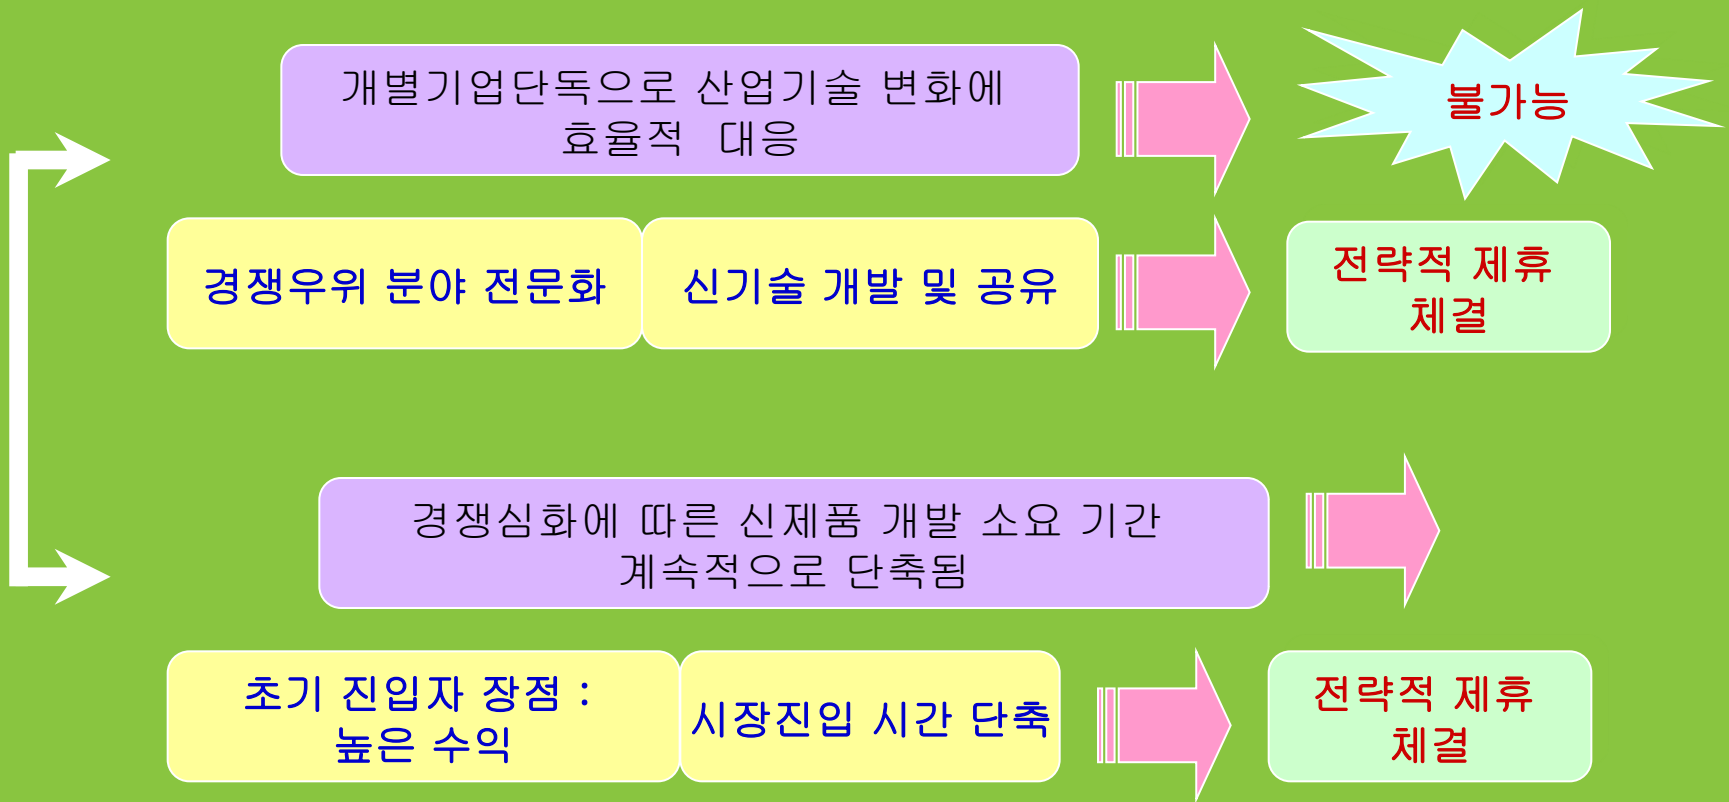 개별기업단독으로 산업기술 변화에
효율적 대응
불가능
경쟁우위 분야 전문화
신기술 개발 및 공유
전략적 제휴
체결
경쟁심화에 따른 신제품 개발 소요 기간
계속적으로 단축됨
초기 진입자 장점 :
높은 수익
시장진입 시간 단축
전략적 제휴
체결